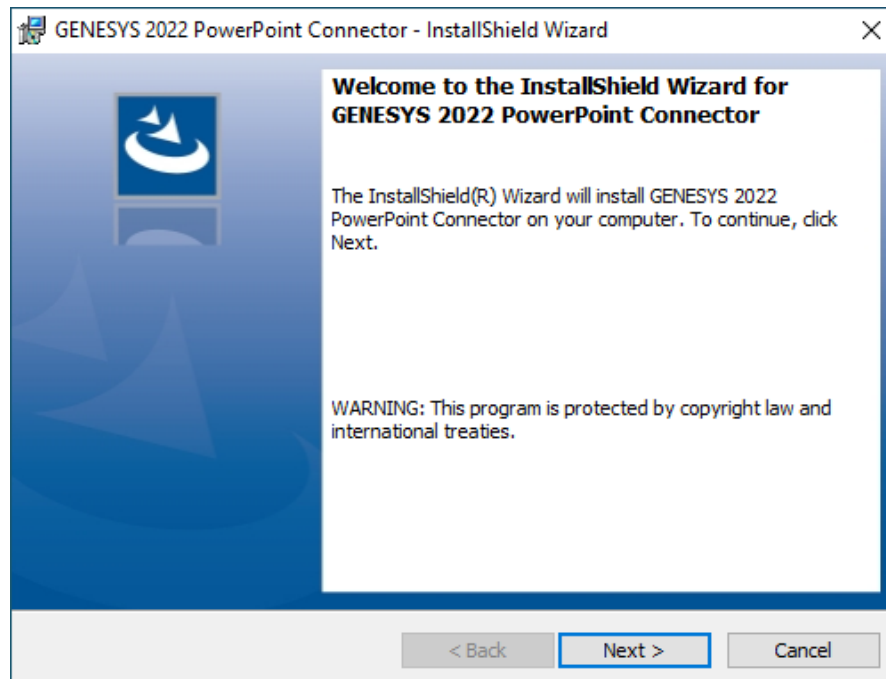 GENESYS 2022 PowerPoint Connector - InstallShield Wizard
Welcome to the InstallShield Wizard for
GENESYS 2022 PowerPoint Connector
The InstallShield(R) Wizard will install GENESYS 2022
PowerPoint Connector on your computer. To continue, click
Next.
WARNING: This program is protected by copyright law and
international treaties.
< Back
Next >
Cancel